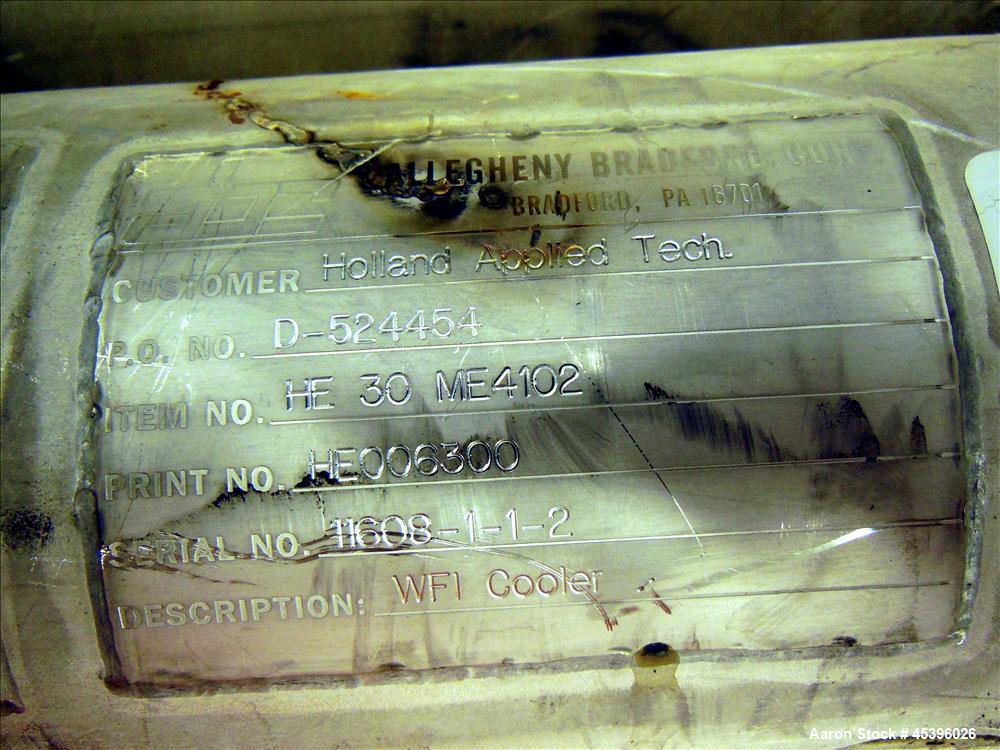 ALLEGHENY BRADFORD CORP
BRADFORD, PA 16701
CUSTOMER Holland Applied Tech.
P.O. NO. D-524454
ITEM NO. HE 30 ME4102
PRINT NO. HE006300
SERIAL NO. 11608-1-1-2
DESCRIPTION: WFI Cooler
Aaron Stock # 45396026